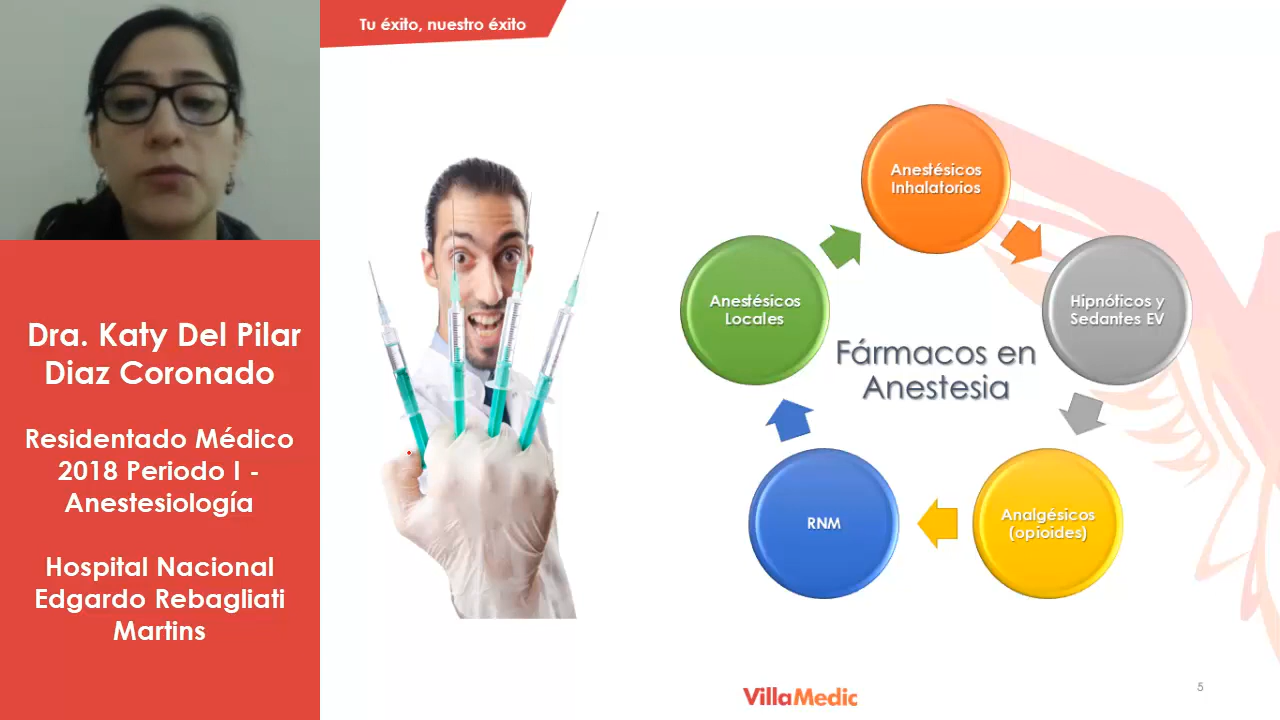 Tu éxito, nuestro éxito
Dra. Katy Del Pilar
Diaz Coronado
Residentado Médico
2018 Periodo I -
Anestesiología
Hospital Nacional
Edgardo Rebagliati
Martins
Anestésicos
Inhalatorios
Hipnóticos y
Sedantes EV
Analgésicos
(opioides)
RNM
Anestésicos
Locales
Fármacos en
Anestesia
VillaMedic
5